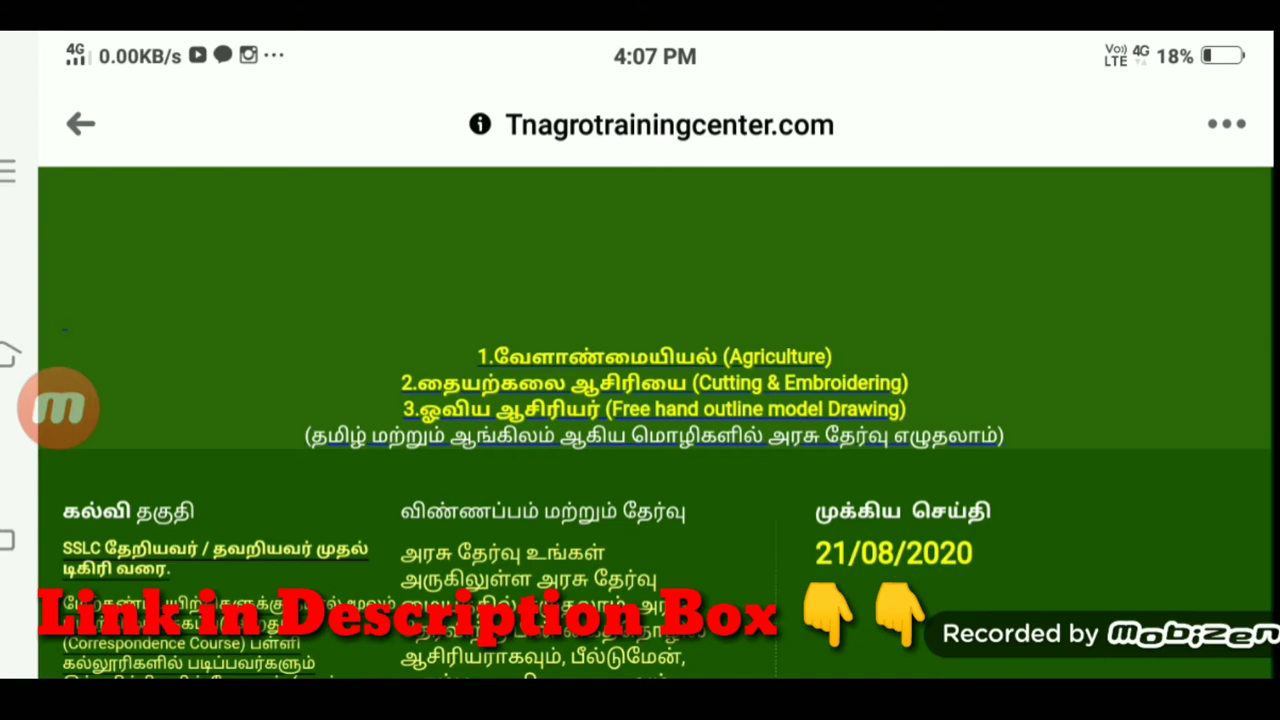 4G 0.00KB/s ... 4:07 PM Vo)) LTE 4G 18%
Tnagrotrainingcenter.com
1.வேளாண்மையியல் (Agriculture)
2.தையற்கலை ஆசிரியை (Cutting & Embroidering)
3.ஓவிய ஆசிரியர் (Free hand outline model Drawing)
(தமிழ் மற்றும் ஆங்கிலம் ஆகிய மொழிகளில் அரசு தேர்வு எழுதலாம்)
கல்வி தகுதி
SSLC தேறியவர் / தவறியவர் முதல்
டிகிரி வரை.
(Correspondence Course) பள்ளி
கல்லூரிகளில் படிப்பவர்களும்
விண்ணப்பம் மற்றும் தேர்வு
அரசு தேர்வு உங்கள்
அருகிலுள்ள அரசு தேர்வு
ஆசிரியராகவும், பீல்டுமேன்,
முக்கிய செய்தி
21/08/2020
Link in Description Box
M
Recorded by mobizen